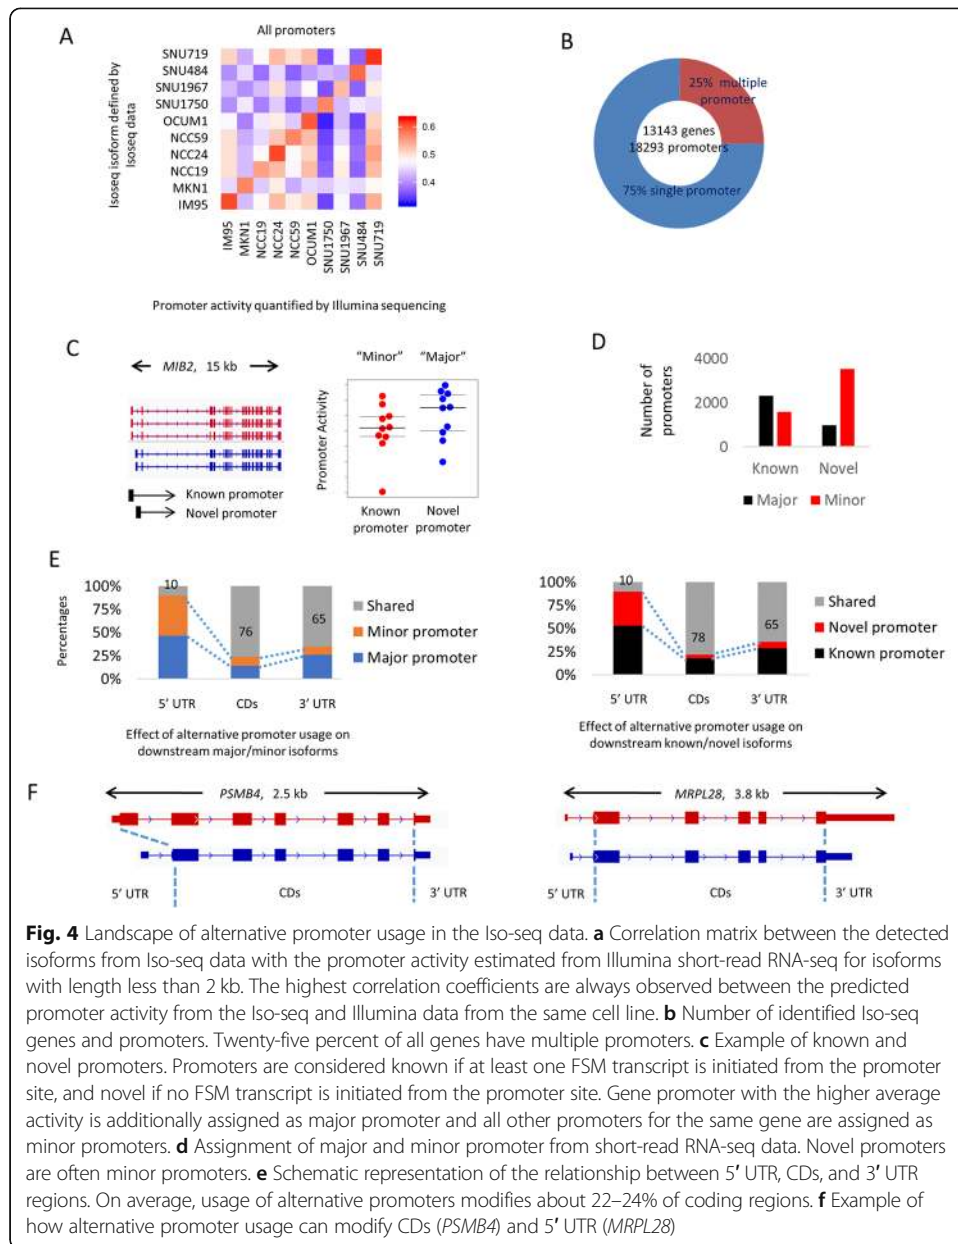 A
All promoters
Isoseq isoform defined by
Isoseq data
SNU719
SNU484
SNU1967
SNU1750
OCUM1
NCC59
NCC24
NCC19
MKN1
IM95
0.6
0.5
0.4
IM95
MKN1
NCC19
NCC24
NCC59
OCUM1
SNU1750
SNU1967
SNU484
SNU719
Promoter activity quantified by Illumina sequencing
B
25% multiple
promoter
13143 genes
18293 promoters
75% single promoter
C
MIB2, 15 kb
Known promoter
Novel promoter
"Minor"
"Major"
Promoter Activity
Known
promoter
Novel
promoter
D
Number of
promoters
4000
2000
0
Known
Novel
Major
Minor
E
Percentages
100%
75%
50%
25%
0%
10
76
65
5' UTR
CDs
3' UTR
Shared
Minor promoter
Major promoter
Effect of alternative promoter usage on
downstream major/minor isoforms
100%
75%
50%
25%
0%
10
78
65
5' UTR
CDs
3' UTR
Shared
Novel promoter
Known promoter
Effect of alternative promoter usage on
downstream known/novel isoforms
F
PSMB4, 2.5 kb
5' UTR
CDs
3' UTR
MRPL28, 3.8 kb
5' UTR
CDs
3' UTR
Fig. 4 Landscape of alternative promoter usage in the Iso-seq data. a Correlation matrix between the detected
isoforms from Iso-seq data with the promoter activity estimated from Illumina short-read RNA-seq for isoforms
with length less than 2 kb. The highest correlation coefficients are always observed between the predicted
promoter activity from the Iso-seq and Illumina data from the same cell line. b Number of identified Iso-seq
genes and promoters. Twenty-five percent of all genes have multiple promoters. c Example of known and
novel promoters. Promoters are considered known if at least one FSM transcript is initiated from the promoter
site, and novel if no FSM transcript is initiated from the promoter site. Gene promoter with the higher average
activity is additionally assigned as major promoter and all other promoters for the same gene are assigned as
minor promoters. d Assignment of major and minor promoter from short-read RNA-seq data. Novel promoters
are often minor promoters. e Schematic representation of the relationship between 5′ UTR, CDs, and 3′ UTR
regions. On average, usage of alternative promoters modifies about 22–24% of coding regions. f Example of
how alternative promoter usage can modify CDs (PSMB4) and 5′ UTR (MRPL28)